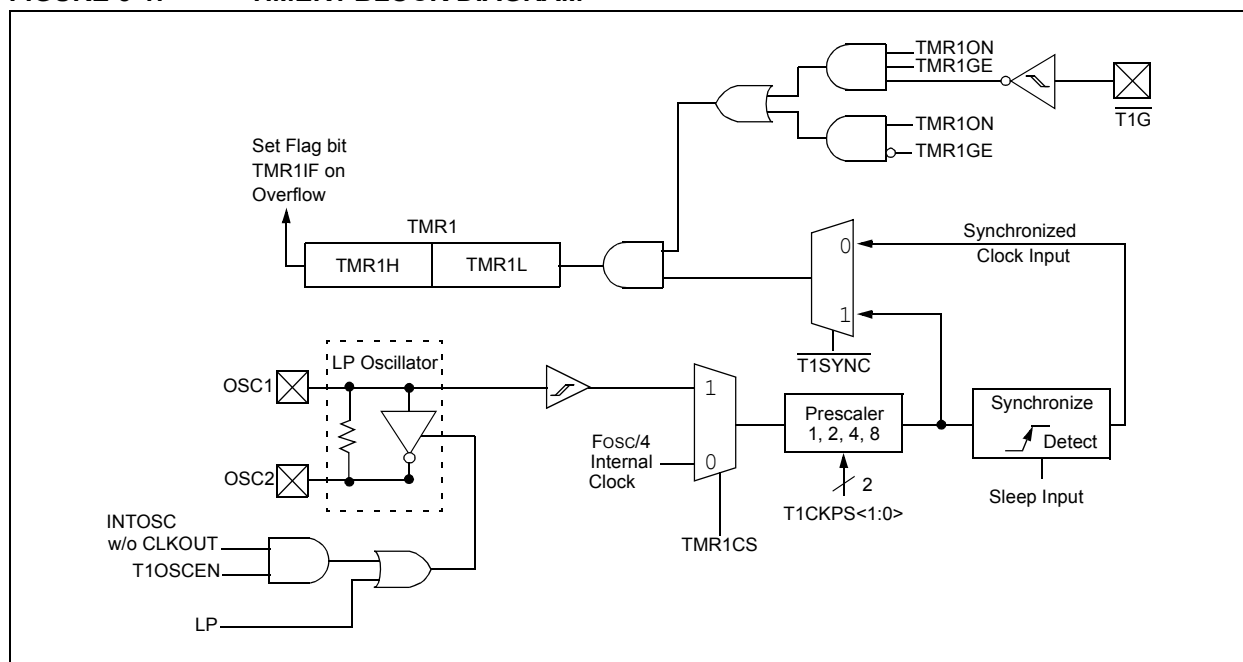 TMR1ON
TMR1GE
T1G
TMR1ON
TMR1GE
Set Flag bit
TMR1IF on
Overflow
TMR1
TMR1H
TMR1L
0
1
T1SYNC
Synchronized
Clock Input
LP Oscillator
OSC1
OSC2
1
0
FOSC/4
Internal
Clock
TMR1CS
Prescaler
1, 2, 4, 8
2
T1CKPS<1:0>
Synchronize
Detect
Sleep Input
INTOSC
w/o CLKOUT
T1OSCEN
LP